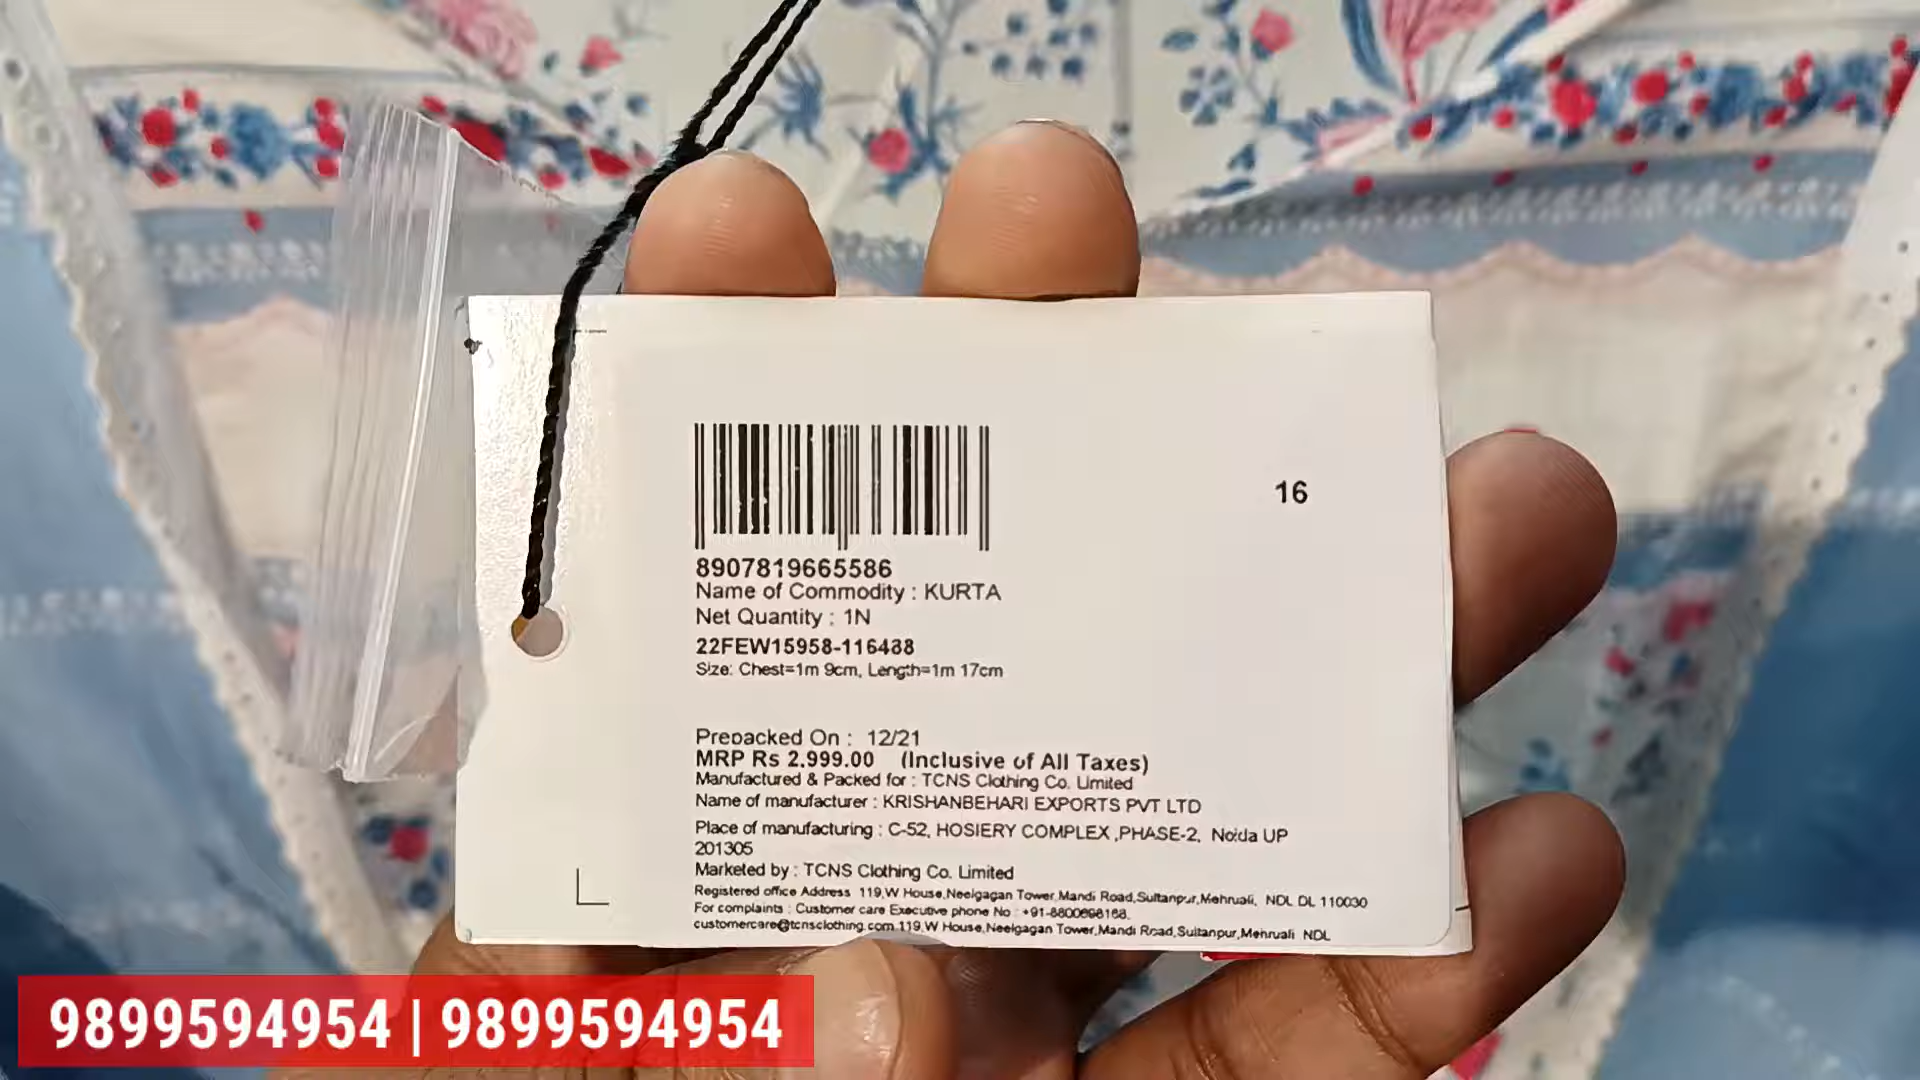 16
8907819665586
Name of Commodity : KURTA
Net Quantity : 1N
22FEW15958-116488
Size: Chest=1m 9cm, Length=1m 17cm
Prepacked On : 12/21
MRP Rs 2,999.00 (Inclusive of All Taxes)
Manufactured & Packed for : TCNS Clothing Co. Limited
Name of manufacturer : KRISHANBEHARI EXPORTS PVT LTD
Place of manufacturing : C-52, HOSIERY COMPLEX ,PHASE-2, Noida UP
201305
Marketed by : TCNS Clothing Co. Limited
Registered office Address 119,W House,Neelgagan Tower,Mandi Road,Sultanpur,Mehruali, NDL DL 110030
For complaints : Customer care Executive phone No :
customercare@tcnsclothing.com 119,W House,Neelgagan Tower,Mandi Road,Sultanpur,Mehruali NDL
9899594954 | 9899594954